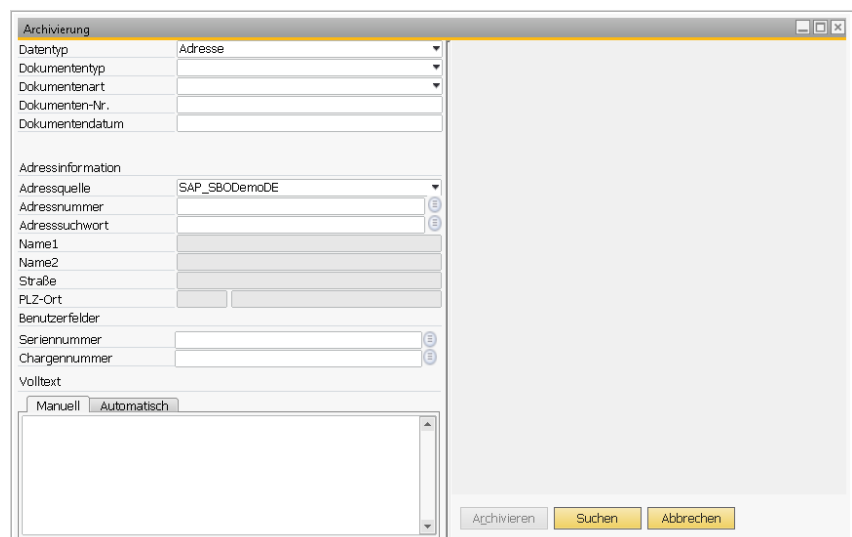 Archivierung
Datentyp Adresse
Dokumententyp
Dokumentenart
Dokumenten-Nr.
Dokumentendatum
Adressinformation
Adressquelle SAP_SBODemoDE
Adressnummer
Adresssuchwort
Name1
Name2
Straße
PLZ-Ort
Benutzerfelder
Seriennummer
Chargennummer
Volltext
Manuell Automatisch
Archivieren Suchen Abbrechen